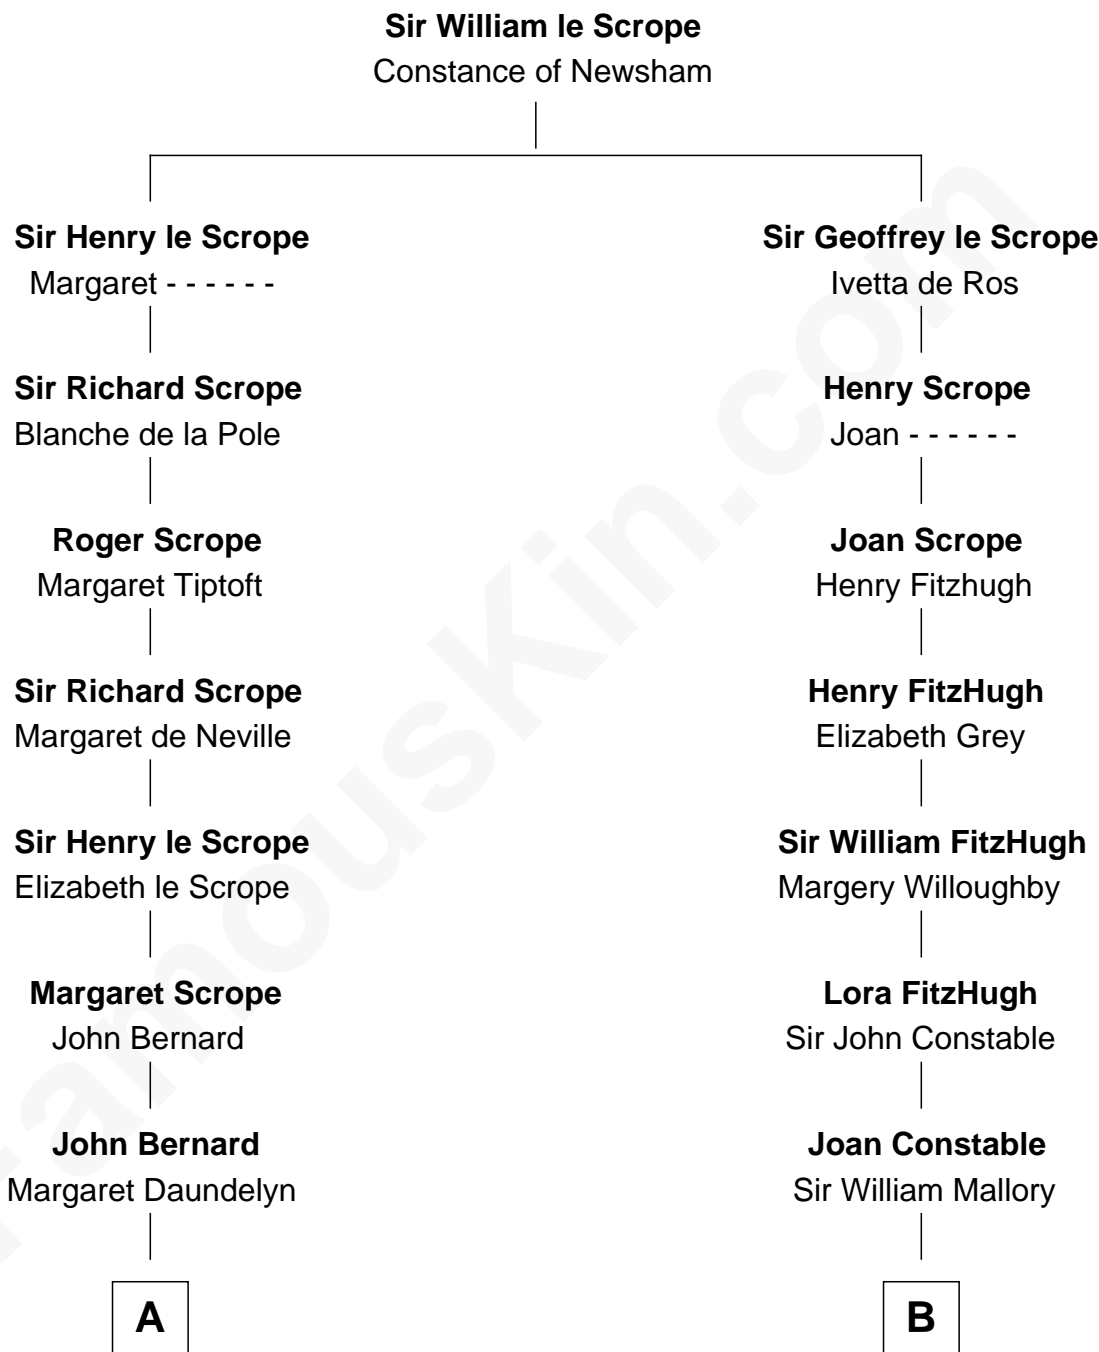 Sir William le Scrope
Constance of Newsham
Sir Henry le Scrope
Margaret - - - - - -
Sir Geoffrey le Scrope
Ivetta de Ros
Sir Richard Scrope
Blanche de la Pole
Henry Scrope
Joan - - - - - -
Roger Scrope
Margaret Tiptoft
Joan Scrope
Henry Fitzhugh
Sir Richard Scrope
Margaret de Neville
Henry FitzHugh
Elizabeth Grey
Sir Henry le Scrope
Elizabeth le Scrope
Sir William FitzHugh
Margery Willoughby
Margaret Scrope
John Bernard
Lora FitzHugh
Sir John Constable
John Bernard
Margaret Daundelyn
Joan Constable
Sir William Mallory
A
B
FamousKin.com